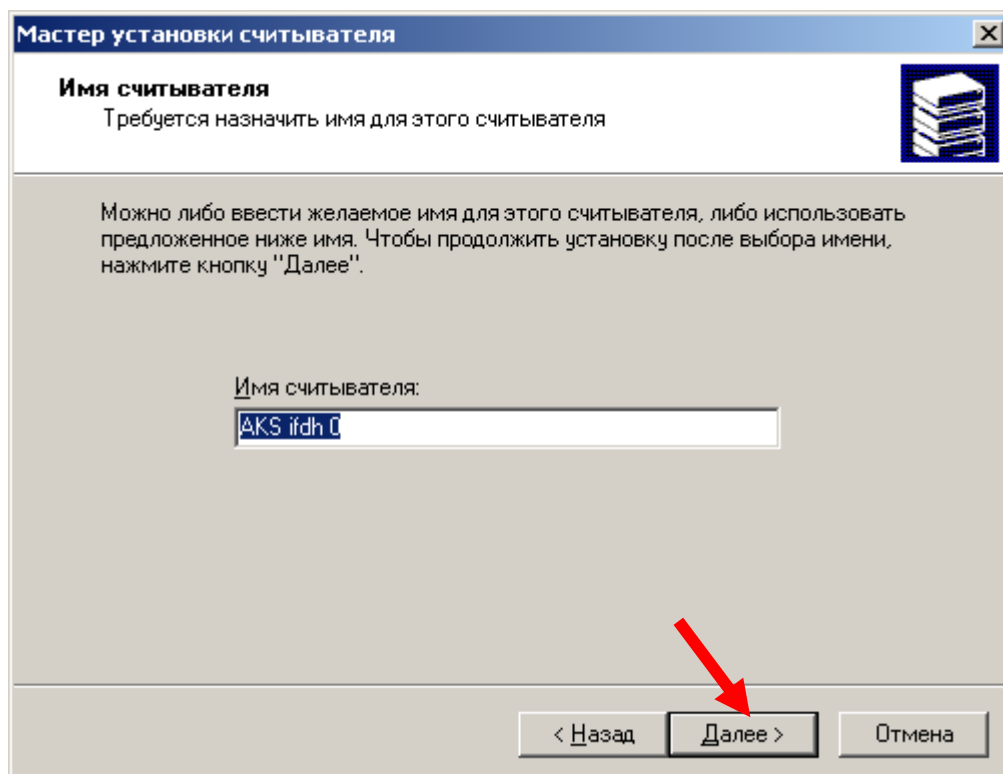 Мастер установки считывателя
Имя считывателя
Требуется назначить имя для этого считывателя
Можно либо ввести желаемое имя для этого считывателя, либо использовать
предложенное ниже имя. Чтобы продолжить установку после выбора имени,
нажмите кнопку "Далее".
Имя считывателя:
AKS ifdh 0
< Назад Далее > Отмена